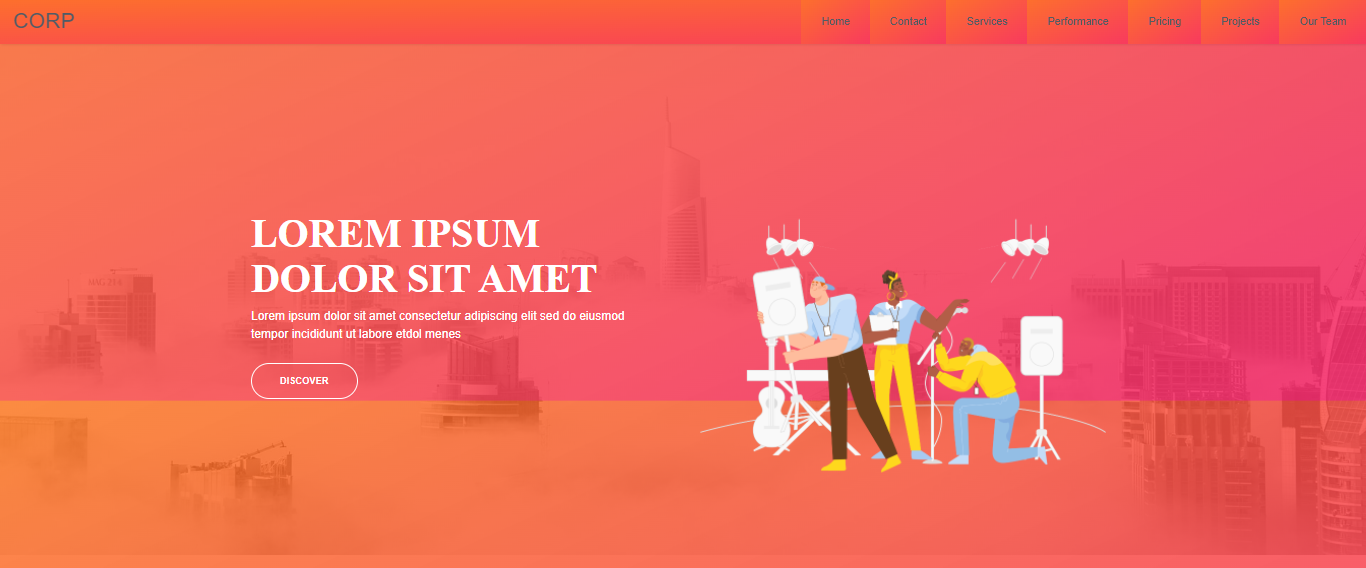 CORP
Home
Contact
Services
Performance
Pricing
Projects
Our Team
LOREM IPSUM
DOLOR SIT AMET
Lorem ipsum dolor sit amet consectetur adipiscing elit sed do eiusmod
tempor incididunt ut labore etdol menes
DISCOVER